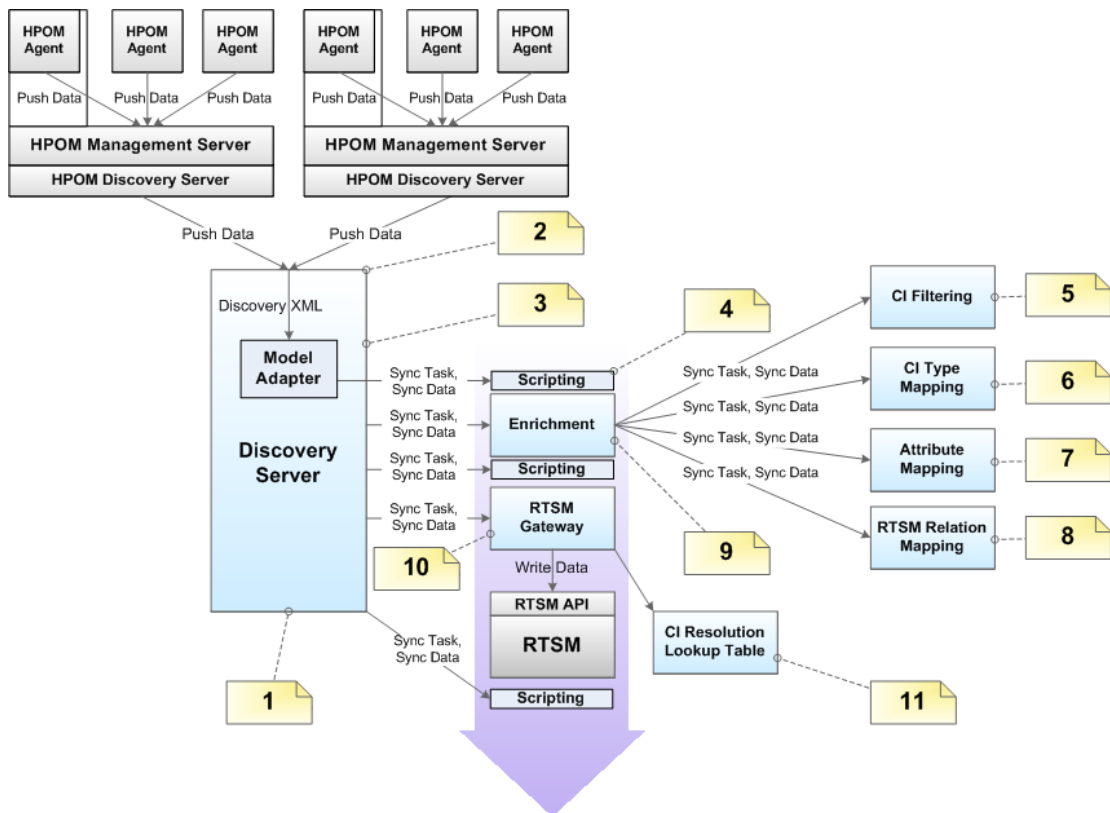 HPOM
Agent
HPOM
Agent
HPOM
Agent
HPOM
Agent
HPOM
Agent
HPOM
Agent
Push Data
Push Data
Push Data
Push Data
Push Data
Push Data
HPOM Management Server
HPOM Management Server
HPOM Discovery Server
HPOM Discovery Server
Push Data
Push Data
2
Discovery XML
3
4
CI Filtering
5
Model
Adapter
Sync Task,
Sync Data
Scripting
Sync Task, Sync Data
CI Type
Mapping
6
Sync Task,
Sync Data
Enrichment
Sync Task, Sync Data
Discovery
Server
Sync Task, Sync Data
Attribute
Mapping
7
Sync Task,
Sync Data
Scripting
Sync Task, Sync Data
Sync Task,
Sync Data
RTSM
Gateway
RTSM Relation
Mapping
8
10
9
Write Data
RTSM API
RTSM
CI Resolution
Lookup Table
Sync Task,
Sync Data
1
Scripting
11